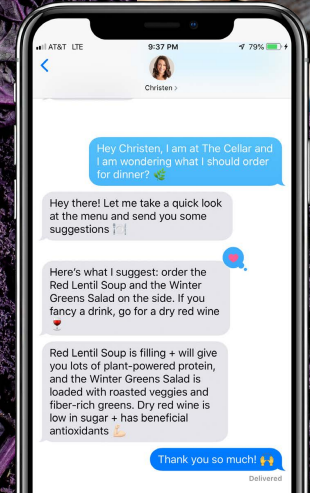 AT&T LTE 9:37 PM 79%
Christen >
Hey Christen, I am at The Cellar and
I am wondering what I should order
for dinner? 🌿
Hey there! Let me take a quick look
at the menu and send you some
suggestions 🍽️
Here's what I suggest: order the
Red Lentil Soup and the Winter
Greens Salad on the side. If you
fancy a drink, go for a dry red wine
🍷
Red Lentil Soup is filling + will give
you lots of plant-powered protein,
and the Winter Greens Salad is
loaded with roasted veggies and
fiber-rich greens. Dry red wine is
low in sugar + has beneficial
antioxidants 💪🏻
Thank you so much! 🙌
Delivered